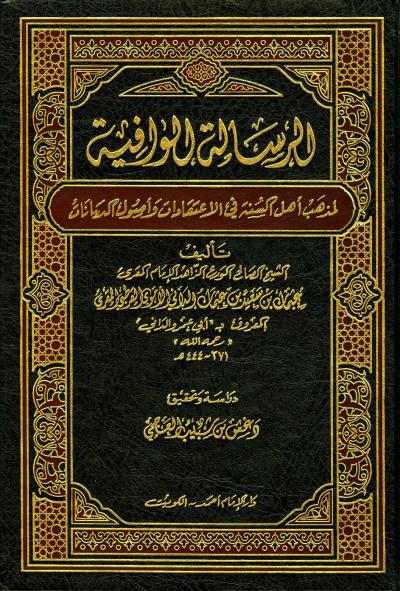 الرسالة الوافية
لمذهب أهل السنة في الاعتقادات وأصول الديانات
تأليف
الشيخ الصالح الورع الزاهد الإمام المقرئ
عثمان بن سعيد بن عثمان الداني الأموي القرطبي المقرئ
المعروف بـ «أبي عمرو الداني»
«رحمه الله»
٣٧١ - ٤٤٤ هـ
دراسة وتحقيق
دغش بن شبيب العجمي
دار الإمام أحمد - الكويت